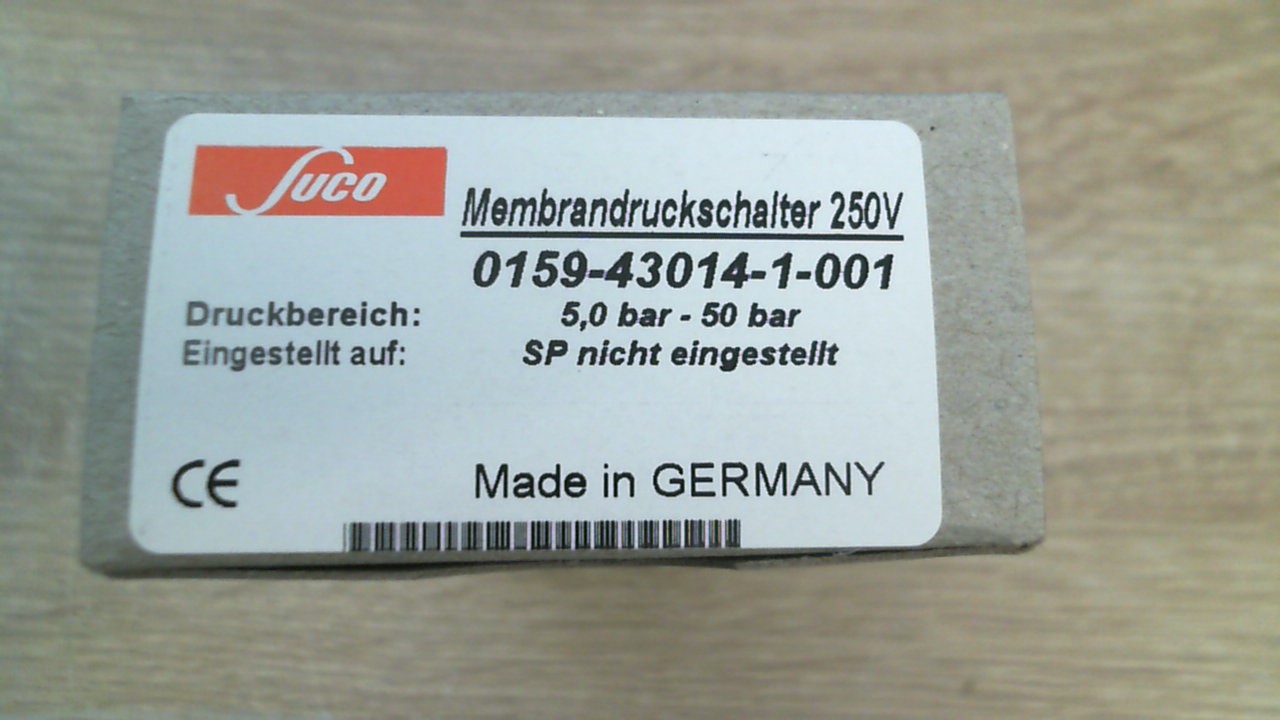 Suco
Membrandruckschalter 250V
0159-43014-1-001
Druckbereich: 5,0 bar - 50 bar
Eingestellt auf: SP nicht eingestellt
CE Made in GERMANY